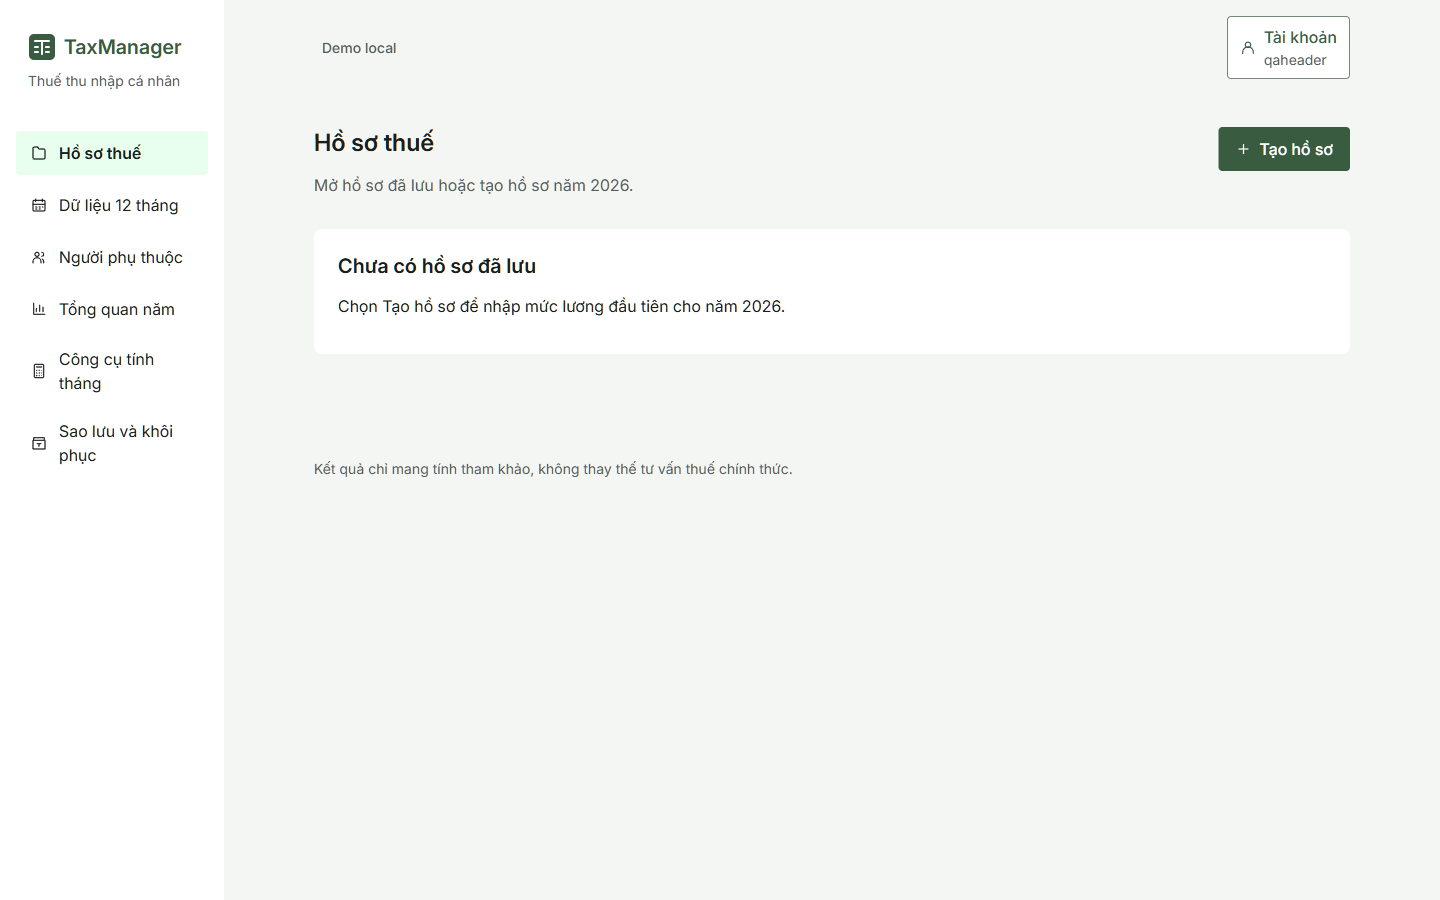 TaxManager
Thuế thu nhập cá nhân
Hồ sơ thuế
Dữ liệu 12 tháng
Người phụ thuộc
Tổng quan năm
Công cụ tính
tháng
Sao lưu và khôi
phục
Demo local
Tài khoản
qaheader
Hồ sơ thuế
Mở hồ sơ đã lưu hoặc tạo hồ sơ năm 2026.
+ Tạo hồ sơ
Chưa có hồ sơ đã lưu
Chọn Tạo hồ sơ để nhập mức lương đầu tiên cho năm 2026.
Kết quả chỉ mang tính tham khảo, không thay thế tư vấn thuế chính thức.